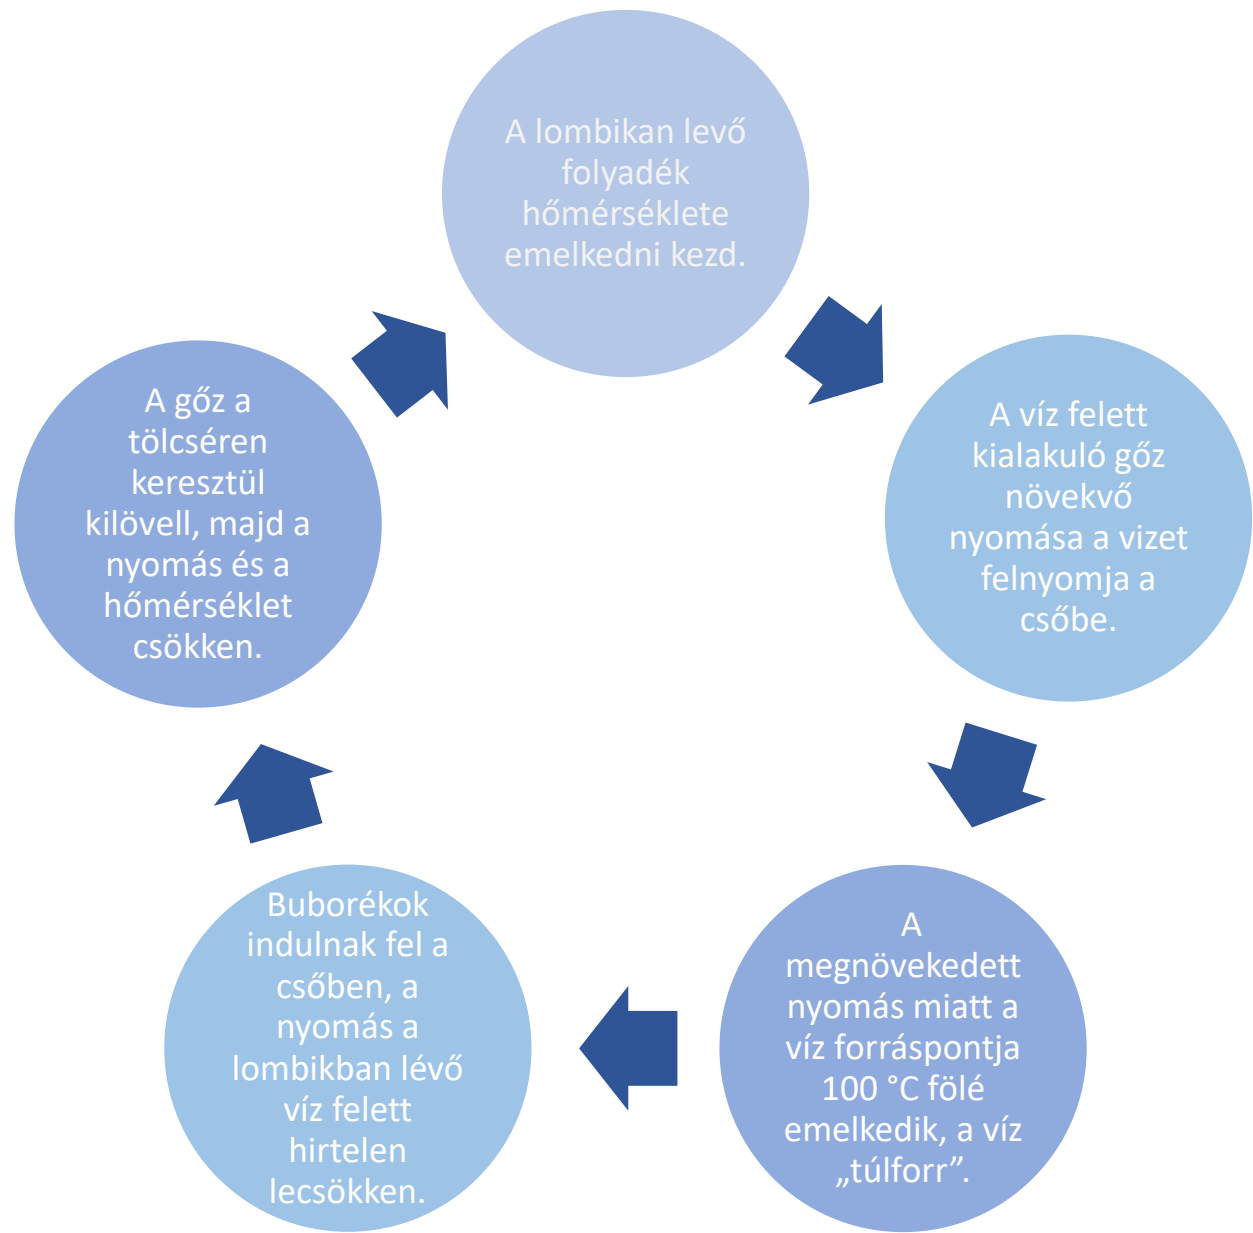 A lombikan levő
folyadék
hőmérséklete
emelkedni kezd.
A víz felett
kialakuló gőz
növekvő
nyomása a vizet
felnyomja a
csőbe.
A
megnövekedett
nyomás miatt a
víz forráspontja
100 °C fölé
emelkedik, a víz
„túlforr”.
Buborékok
indulnak fel a
csőben, a
nyomás a
lombikban lévő
víz felett
hirtelen
lecsökken.
A gőz a
tölcséren
keresztül
kilövell, majd a
nyomás és a
hőmérséklet
csökken.